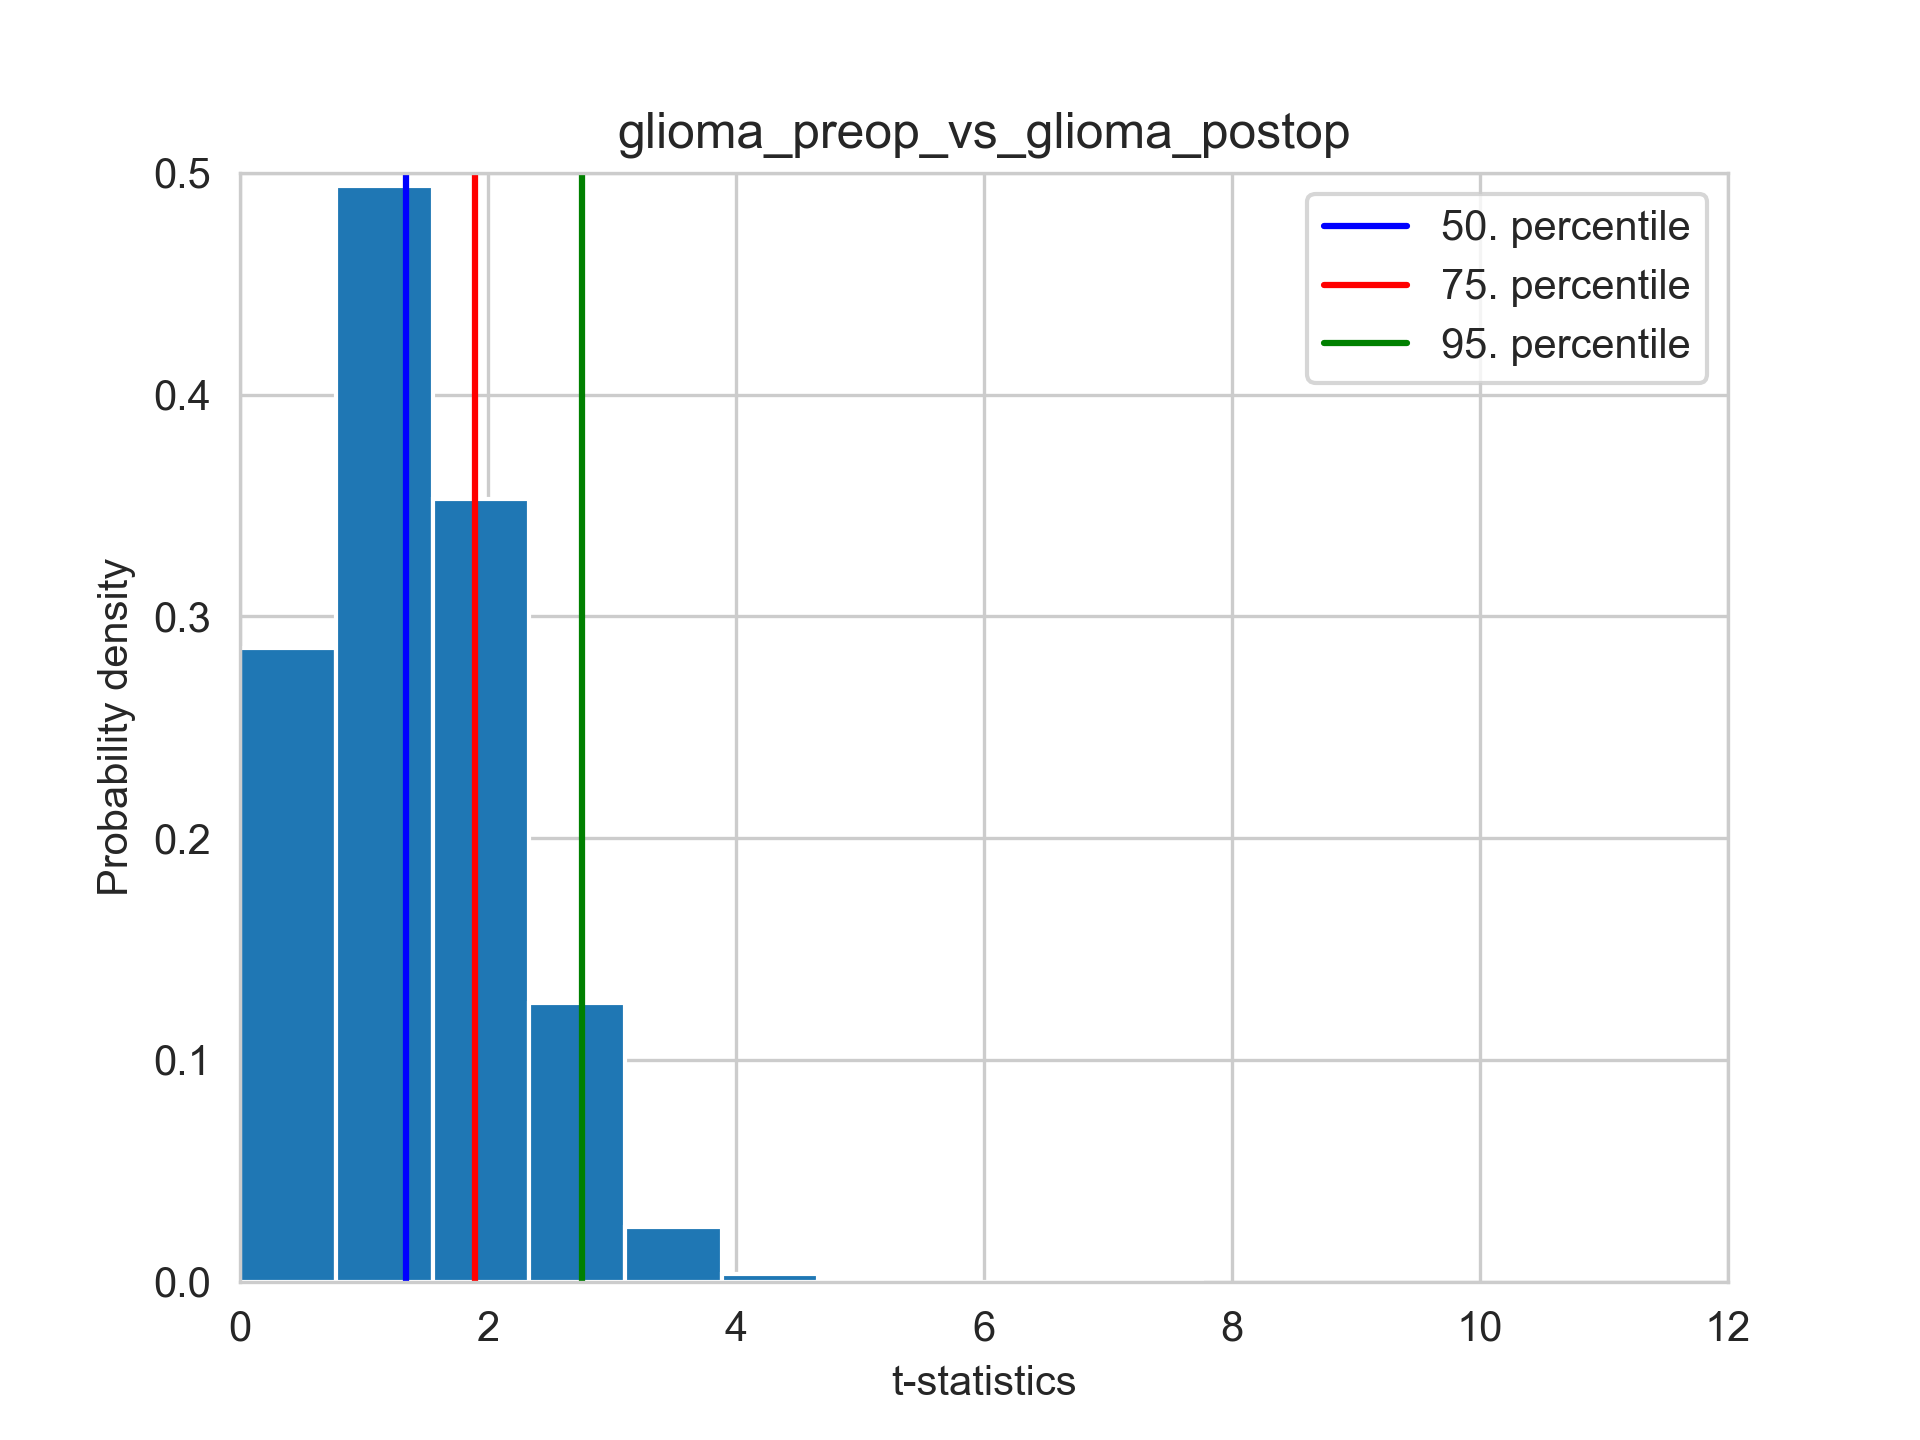 glioma_preop_vs_glioma_postop
50. percentile
75. percentile
95. percentile
Probability density
0.5
0.4
0.3
0.2
0.1
0.0
0 2 4 6 8 10 12
t-statistics